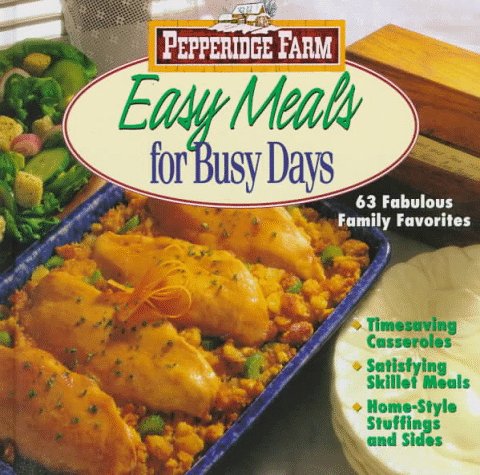 PEPPERIDGE FARM
Easy Meals
for Busy Days
63 Fabulous
Family Favorites
Timesaving
Casseroles
Satisfying
Skillet Meals
Home-Style
Stuffings
and Sides